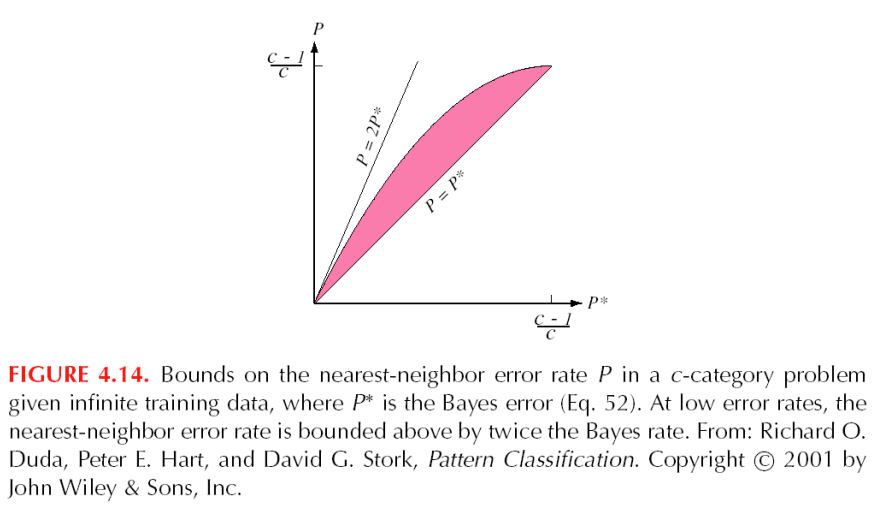 P
c - 1
c
P = 2P*
P = P*
P*
c - 1
c
FIGURE 4.14. Bounds on the nearest-neighbor error rate P in a c-category problem
given infinite training data, where P* is the Bayes error (Eq. 52). At low error rates, the
nearest-neighbor error rate is bounded above by twice the Bayes rate. From: Richard O.
Duda, Peter E. Hart, and David G. Stork, Pattern Classification. Copyright © 2001 by
John Wiley & Sons, Inc.